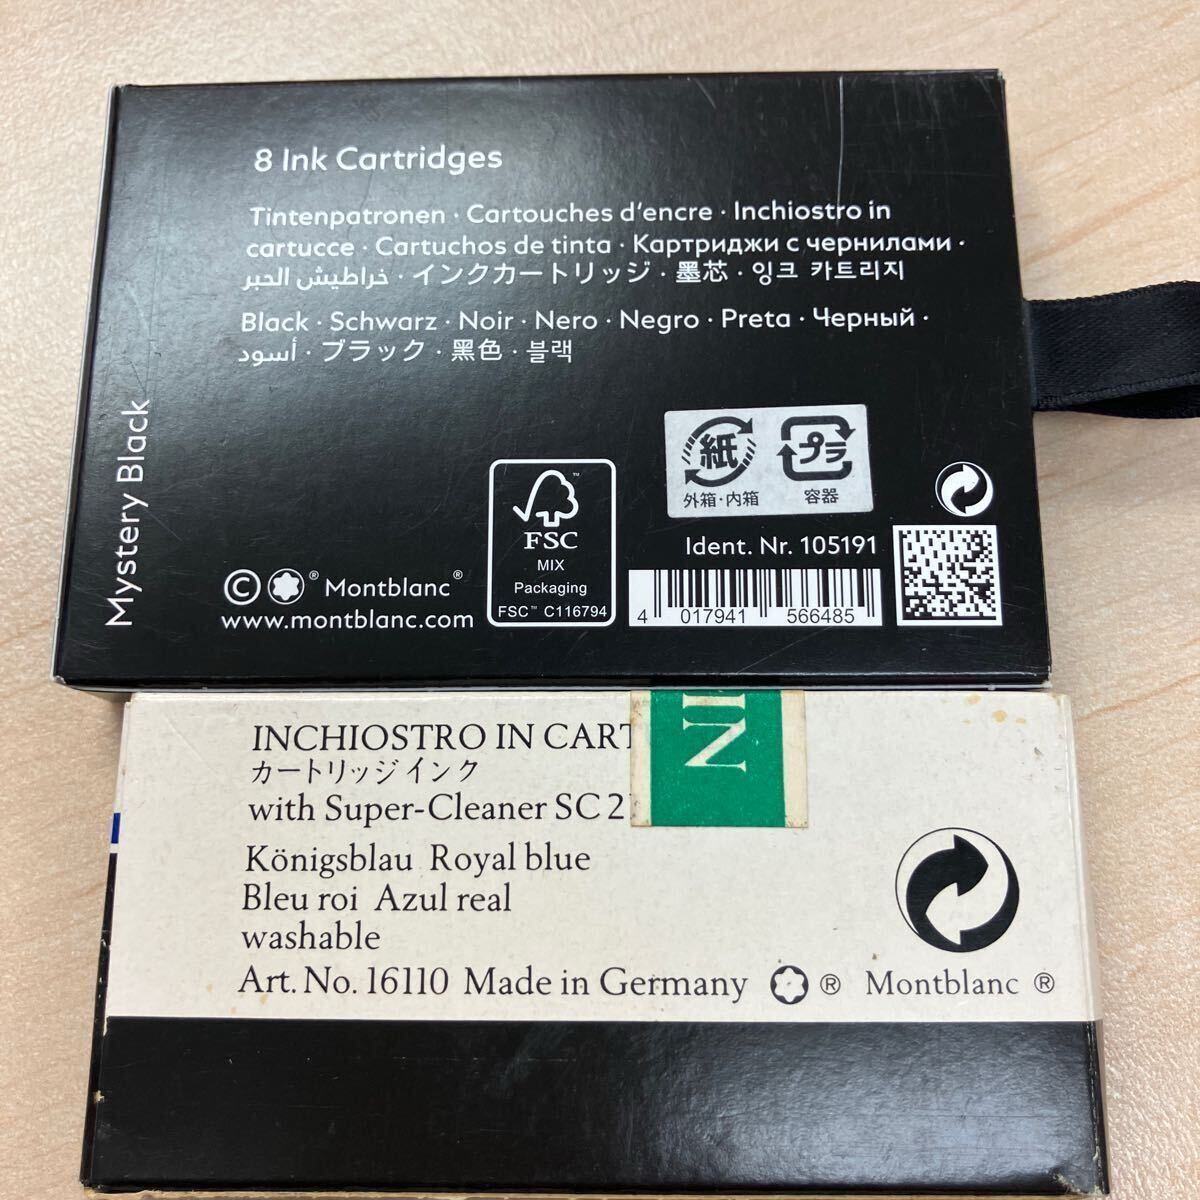 8 Ink Cartridges
Tintenpatronen · Cartouches d'encre · Inchiostro in
cartucce · Cartuchos de tinta · Картриджи с чернилами ·
خراطيش الحبر · インクカートリッジ · 墨芯 · 잉크 카트리지
Black · Schwarz · Noir · Nero · Negro · Preta · Черный ·
أسود · ブラック · 黑色 · 블랙
Mystery Black
紙
外箱・内箱
プラ
容器
FSC™
MIX
Packaging
FSC™ C116794
Ident. Nr. 105191
4 017941 566485
© ® Montblanc®
www.montblanc.com
INCHIOSTRO IN CART
カートリッジインク
with Super-Cleaner SC 2
IN
Königsblau Royal blue
Bleu roi Azul real
washable
Art. No. 16110 Made in Germany ® Montblanc ®